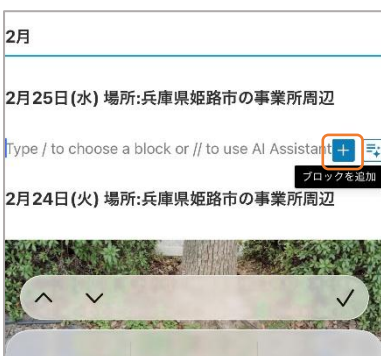 2月
2月25日(水) 場所:兵庫県姫路市の事業所周辺
Type / to choose a block or // to use AI Assistant
ブロックを追加
2月24日(火) 場所:兵庫県姫路市の事業所周辺